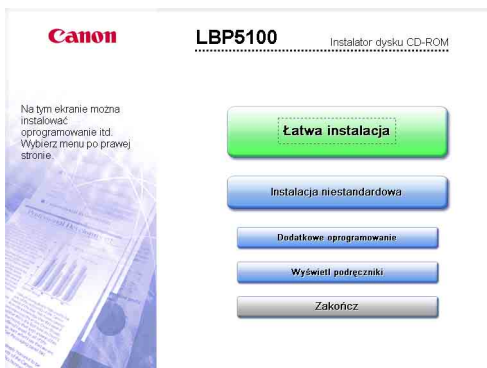 Canon
LBP5100
Instalator dysku CD-ROM
Na tym ekranie można
instalować
oprogramowanie itd.
Wybierz menu po prawej
stronie.
Łatwa instalacja
Instalacja niestandardowa
Dodatkowe oprogramowanie
Wyświetl podręczniki
Zakończ